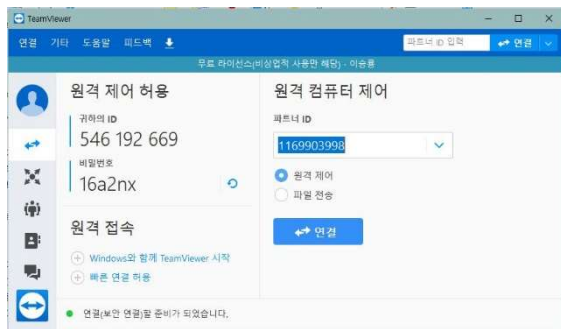 TeamViewer
연결 기타 도움말 피드백
파트너 ID 입력
연결
무료 라이선스(비상업적 사용만 해당) - 이승룡
원격 제어 허용
귀하의 ID
546 192 669
비밀번호
16a2nx
원격 접속
Windows와 함께 TeamViewer 시작
빠른 연결 허용
원격 컴퓨터 제어
파트너 ID
1169903998
원격 제어
파일 전송
연결
연결(보안 연결)할 준비가 되었습니다.